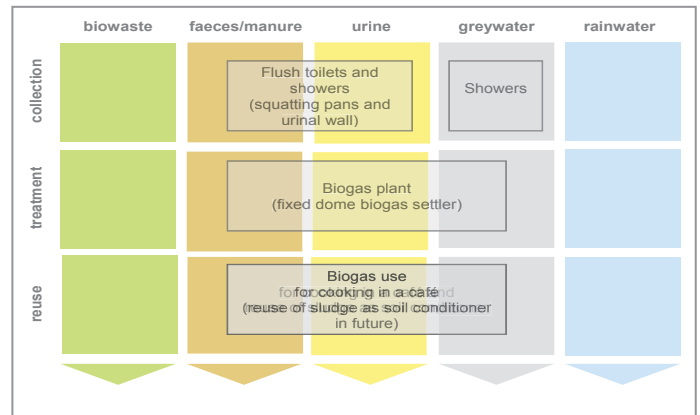 biowaste faeces/manure urine greywater rainwater
collection
Flush toilets and
showers
(squatting pans and
urinal wall)
Showers
treatment
Biogas plant
(fixed dome biogas settler)
reuse
Biogas use
for cooking in a café
(reuse of sludge as soil conditioner
in future)